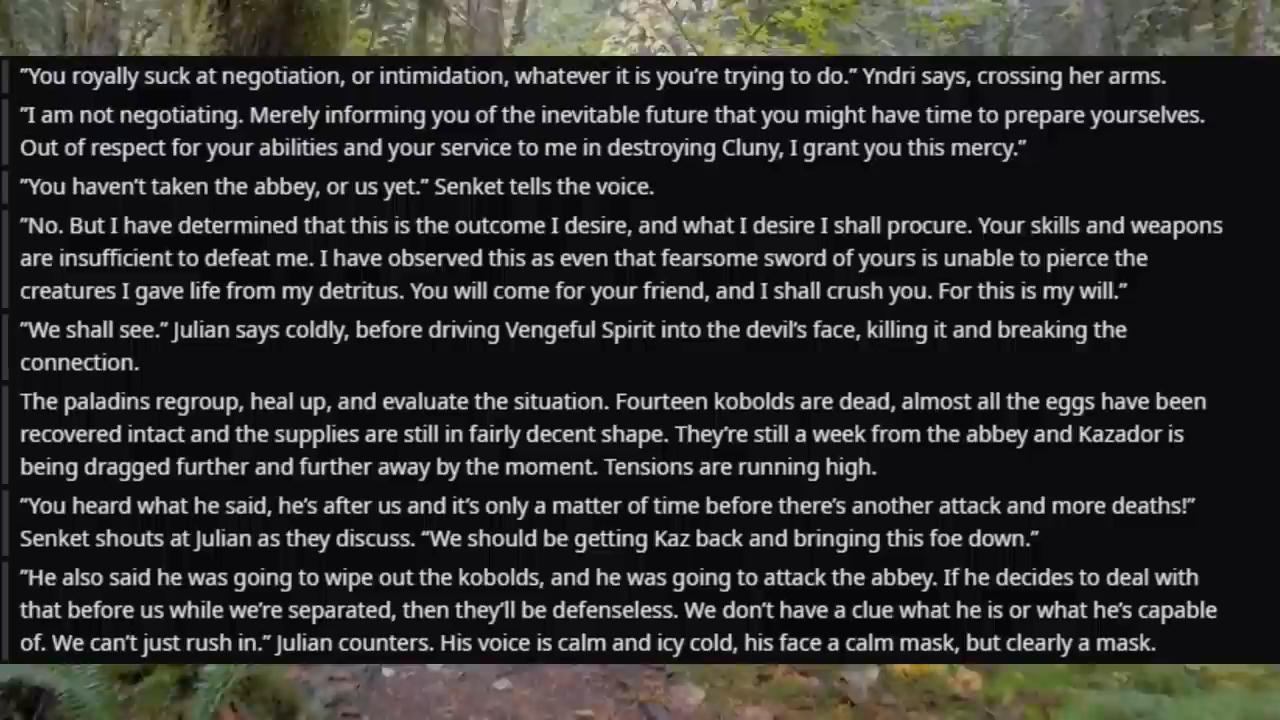 "You royally suck at negotiation, or intimidation, whatever it is you're trying to do." Yndri says, crossing her arms.
"I am not negotiating. Merely informing you of the inevitable future that you might have time to prepare yourselves.
Out of respect for your abilities and your service to me in destroying Cluny, I grant you this mercy."
"You haven't taken the abbey, or us yet." Senket tells the voice.
"No. But I have determined that this is the outcome I desire, and what I desire I shall procure. Your skills and weapons
are insufficient to defeat me. I have observed this as even that fearsome sword of yours is unable to pierce the
creatures I gave life from my detritus. You will come for your friend, and I shall crush you. For this is my will."
"We shall see." Julian says coldly, before driving Vengeful Spirit into the devil's face, killing it and breaking the
connection.
The paladins regroup, heal up, and evaluate the situation. Fourteen kobolds are dead, almost all the eggs have been
recovered intact and the supplies are still in fairly decent shape. They're still a week from the abbey and Kazador is
being dragged further and further away by the moment. Tensions are running high.
"You heard what he said, he's after us and it's only a matter of time before there's another attack and more deaths!"
Senket shouts at Julian as they discuss. "We should be getting Kaz back and bringing this foe down."
"He also said he was going to wipe out the kobolds, and he was going to attack the abbey. If he decides to deal with
that before us while we're separated, then they'll be defenseless. We don't have a clue what he is or what he's capable
of. We can't just rush in." Julian counters. His voice is calm and icy cold, his face a calm mask, but clearly a mask.